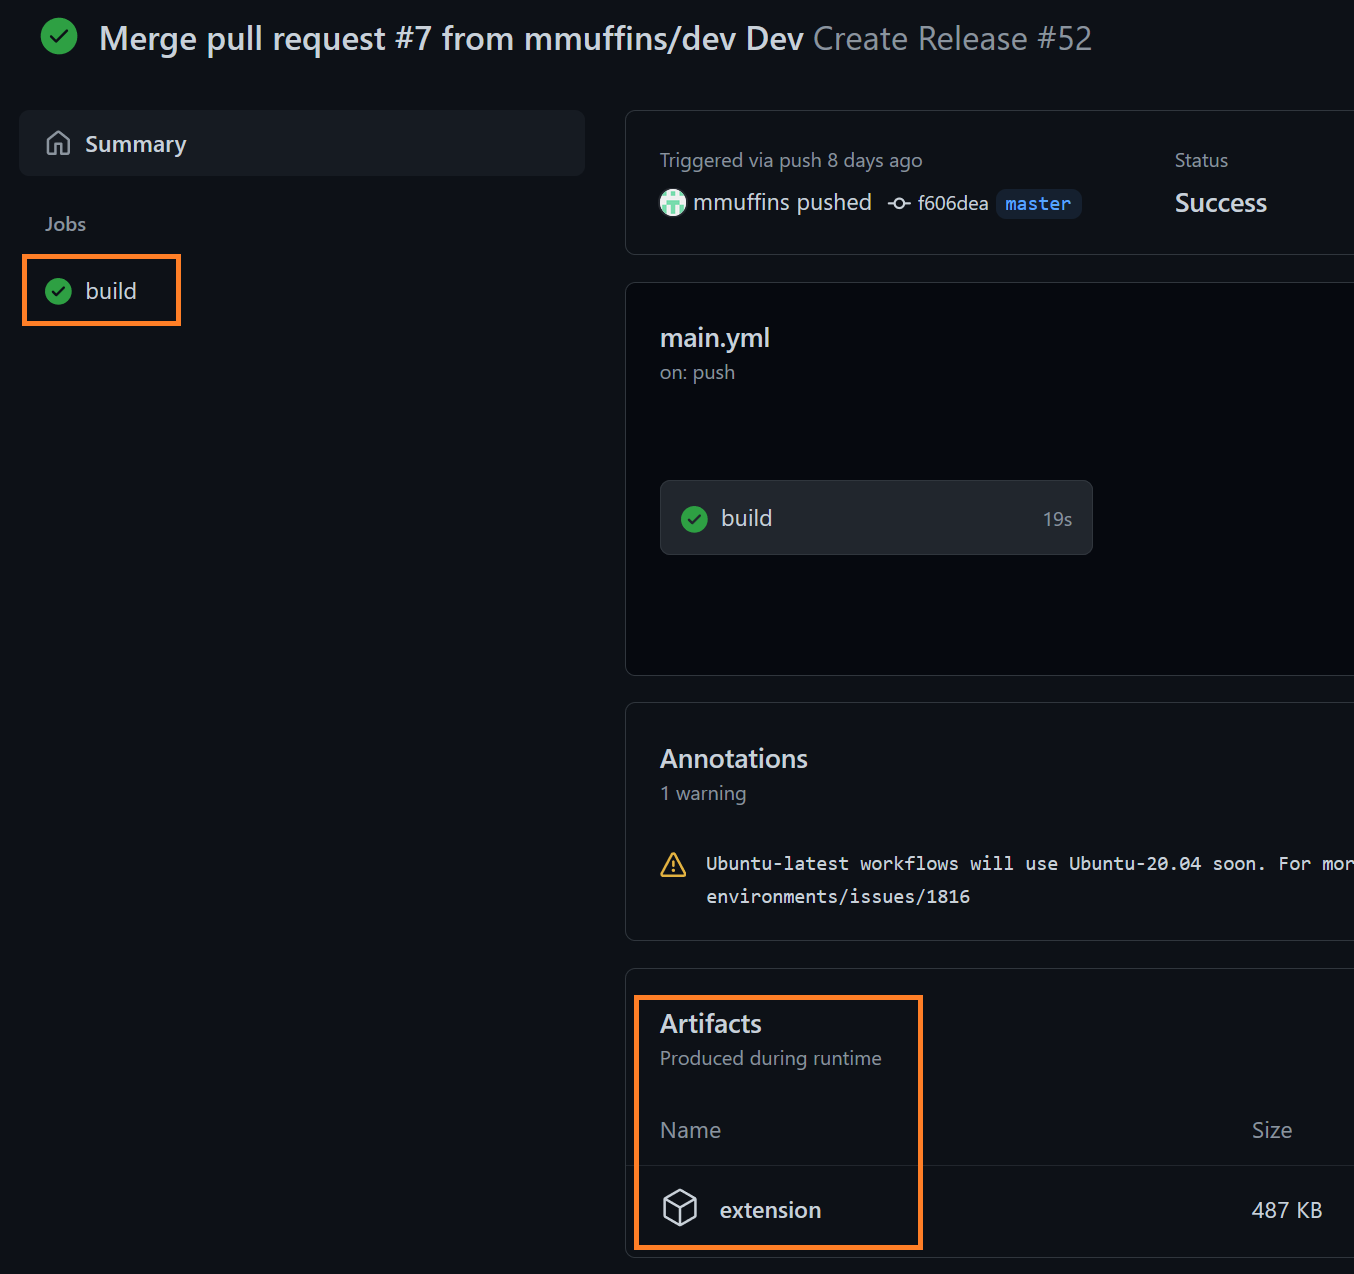 Merge pull request #7 from mmuffins/dev Dev Create Release #52
Summary
Jobs
build
Triggered via push 8 days ago
mmuffins pushed f606dea master
Status
Success
main.yml
on: push
build 19s
Annotations
1 warning
Ubuntu-latest workflows will use Ubuntu-20.04 soon. For mor
environments/issues/1816
Artifacts
Produced during runtime
Name Size
extension 487 KB